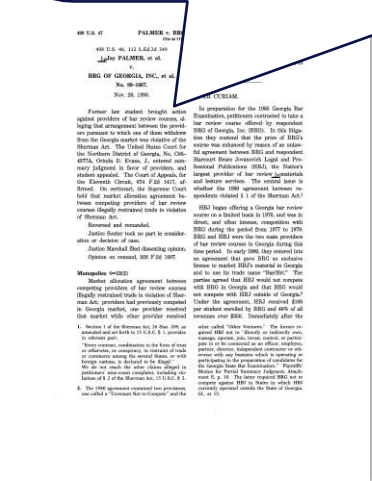 498 U.S. 47
PALMER v. BRG
498 U.S. 46, 112 L.Ed.2d 349
Jay PALMER, et al.
v.
BRG OF GEORGIA, INC., et al.
No. 89-1667.
Nov. 26, 1990.
Former law student brought action
against providers of bar review courses, al-
leging that arrangement between the provid-
ers pursuant to which one of them withdrew
from the Georgia market was violative of the
Sherman Act. The United States Court for
the Northern District of Georgia, No. C86-
Orinda D. Evans, J., entered sum-
mary judgment in favor of providers, and
student appealed. The Court of Appeals, for
the Eleventh Circuit, 874 F.2d 1417, af-
firmed. On certiorari, the Supreme Court
held that market allocation agreement be-
tween competing providers of bar review
courses illegally restrained trade in violation
of Sherman Act.
Reversed and remanded.
Justice Souter took no part in consider-
ation or decision of case.
Justice Marshall filed dissenting opinion.
Opinion on remand, 928 F.2d 1097.
Monopolies
Market allocation agreement between
competing providers of bar review courses
illegally restrained trade in violation of Sher-
man Act; providers had previously competed
in Georgia market, one provider received
that market while other provider received
1. Section 1 of the Sherman Act, 26 Stat. 209, as
amended and set forth in 15 U.S.C. § 1, provides
in relevant part:
"Every contract, combination in the form of trust
or otherwise, or conspiracy, in restraint of trade
or commerce among the several States, or with
foreign nations, is declared to be illegal."
We do not reach the other claims alleged in
petitioners' nine-count complaint, including vio-
lations of § 2 of the Sherman Act, 15 U.S.C. § 2.
2. The 1980 agreement contained two provisions,
one called a "Covenant Not to Compete" and the
PER CURIAM.
In preparation for the 1985 Georgia Bar
Examination, petitioners contracted to take a
bar review course offered by respondent
BRG of Georgia, Inc. (BRG). In this litiga-
tion they contend that the price of BRG's
course was enhanced by reason of an unlaw-
ful agreement between BRG and respondent
Harcourt Brace Jovanovich Legal and Pro-
fessional Publications (HBJ), the Nation's
largest provider of bar review materials
and lecture services. The central issue is
whether the 1980 agreement between re-
spondents violated § 1 of the Sherman Act.1
HBJ began offering a Georgia bar review
course on a limited basis in 1976, and was in
direct, and often intense, competition with
BRG during the period from 1977 to 1979.
BRG and HBJ were the two main providers
of bar review courses in Georgia during this
time period. In early 1980, they entered into
an agreement that gave BRG an exclusive
license to market HBJ's material in Georgia
and to use its trade name "Bar/Bri." The
parties agreed that HBJ would not compete
with BRG in Georgia and that BRG would
not compete with HBJ outside of Georgia.2
Under the agreement, HBJ received $100
per student enrolled by BRG and 40% of all
revenues over $350. Immediately after the
other called "Other Ventures." The former re-
quired HBJ not to "directly or indirectly own,
manage, operate, join, invest, control, or partici-
pate in or be connected as an officer, employee,
partner, director, independent contractor or oth-
erwise with any business which is operating or
participating in the preparation of candidates for
the Georgia State Bar Examination." Plaintiffs'
Motion for Partial Summary Judgment, Attach-
ment E, p. 10. The latter required BRG not to
compete against HBJ in States in which HBJ
currently operated outside the State of Georgia.
Id., at 15.